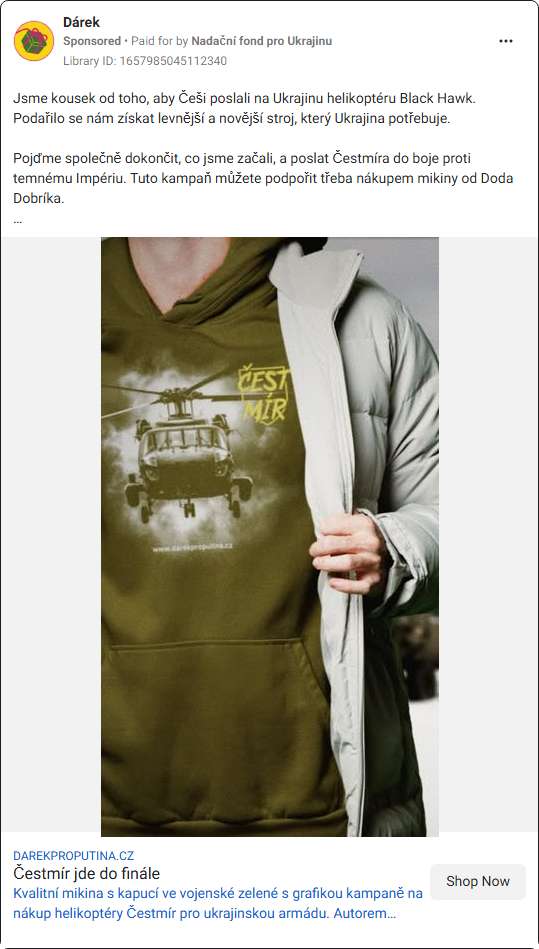 Dárek
Sponsored • Paid for by Nadační fond pro Ukrajinu
Library ID: 1657985045112340
Jsme kousek od toho, aby Češi poslali na Ukrajinu helikoptéru Black Hawk.
Podařilo se nám získat levnější a novější stroj, který Ukrajina potřebuje.
Pojďme společně dokončit, co jsme začali, a poslat Čestmíra do boje proti
temnému Impériu. Tuto kampaň můžete podpořit třeba nákupem mikiny od Doda
Dobríka.
...
ČEST
MÍR
www.darekproputina.cz
DAREKPROPUTINA.CZ
Čestmír jde do finále
Kvalitní mikina s kapucí ve vojenské zelené s grafikou kampaně na
nákup helikoptéry Čestmír pro ukrajinskou armádu. Autorem...
Shop Now